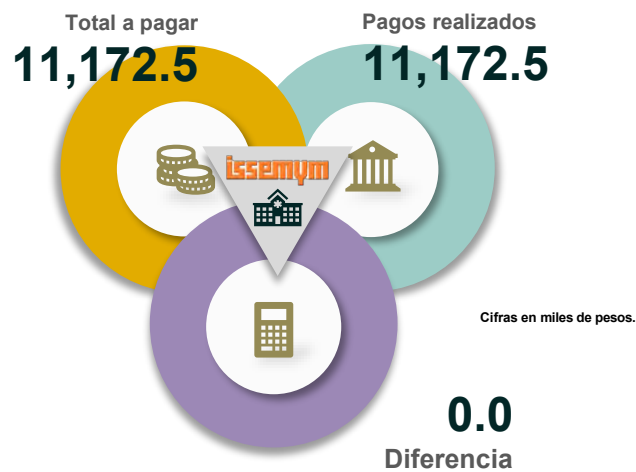 Total a pagar
11,172.5
Pagos realizados
11,172.5
issemym
Cifras en miles de pesos.
0.0
Diferencia